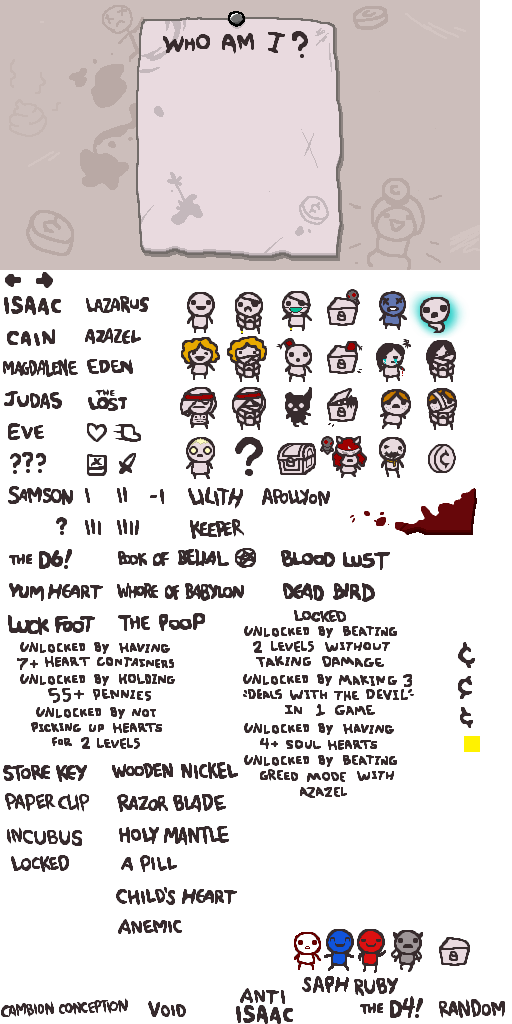 WHO AM I?
ISAAC LAZARUS
CAIN AZAZEL
MAGDALENE EDEN
JUDAS THE LOST
EVE
???
SAMSON I II -I LILITH APOLLYON
? III IIII KEEPER
THE D6! BOOK OF BELIAL BLOOD LUST
YUM HEART WHORE OF BABYLON DEAD BIRD
LUCK FOOT THE POOP
LOCKED
UNLOCKED BY HAVING
7+ HEART CONTAINERS
UNLOCKED BY HOLDING
55+ PENNIES
UNLOCKED BY NOT
PICKING UP HEARTS
FOR 2 LEVELS
UNLOCKED BY BEATING
2 LEVELS WITHOUT
TAKING DAMAGE
UNLOCKED BY MAKING 3
"DEALS WITH THE DEVIL"
IN 1 GAME
UNLOCKED BY HAVING
4+ SOUL HEARTS
UNLOCKED BY BEATING
GREED MODE WITH
AZAZEL
¢
¢
¢
STORE KEY WOODEN NICKEL
PAPER CLIP RAZOR BLADE
INCUBUS HOLY MANTLE
LOCKED A PILL
CHILD'S HEART
ANEMIC
SAPH RUBY
CAMBION CONCEPTION VOID ANTI ISAAC THE D4! RANDOM